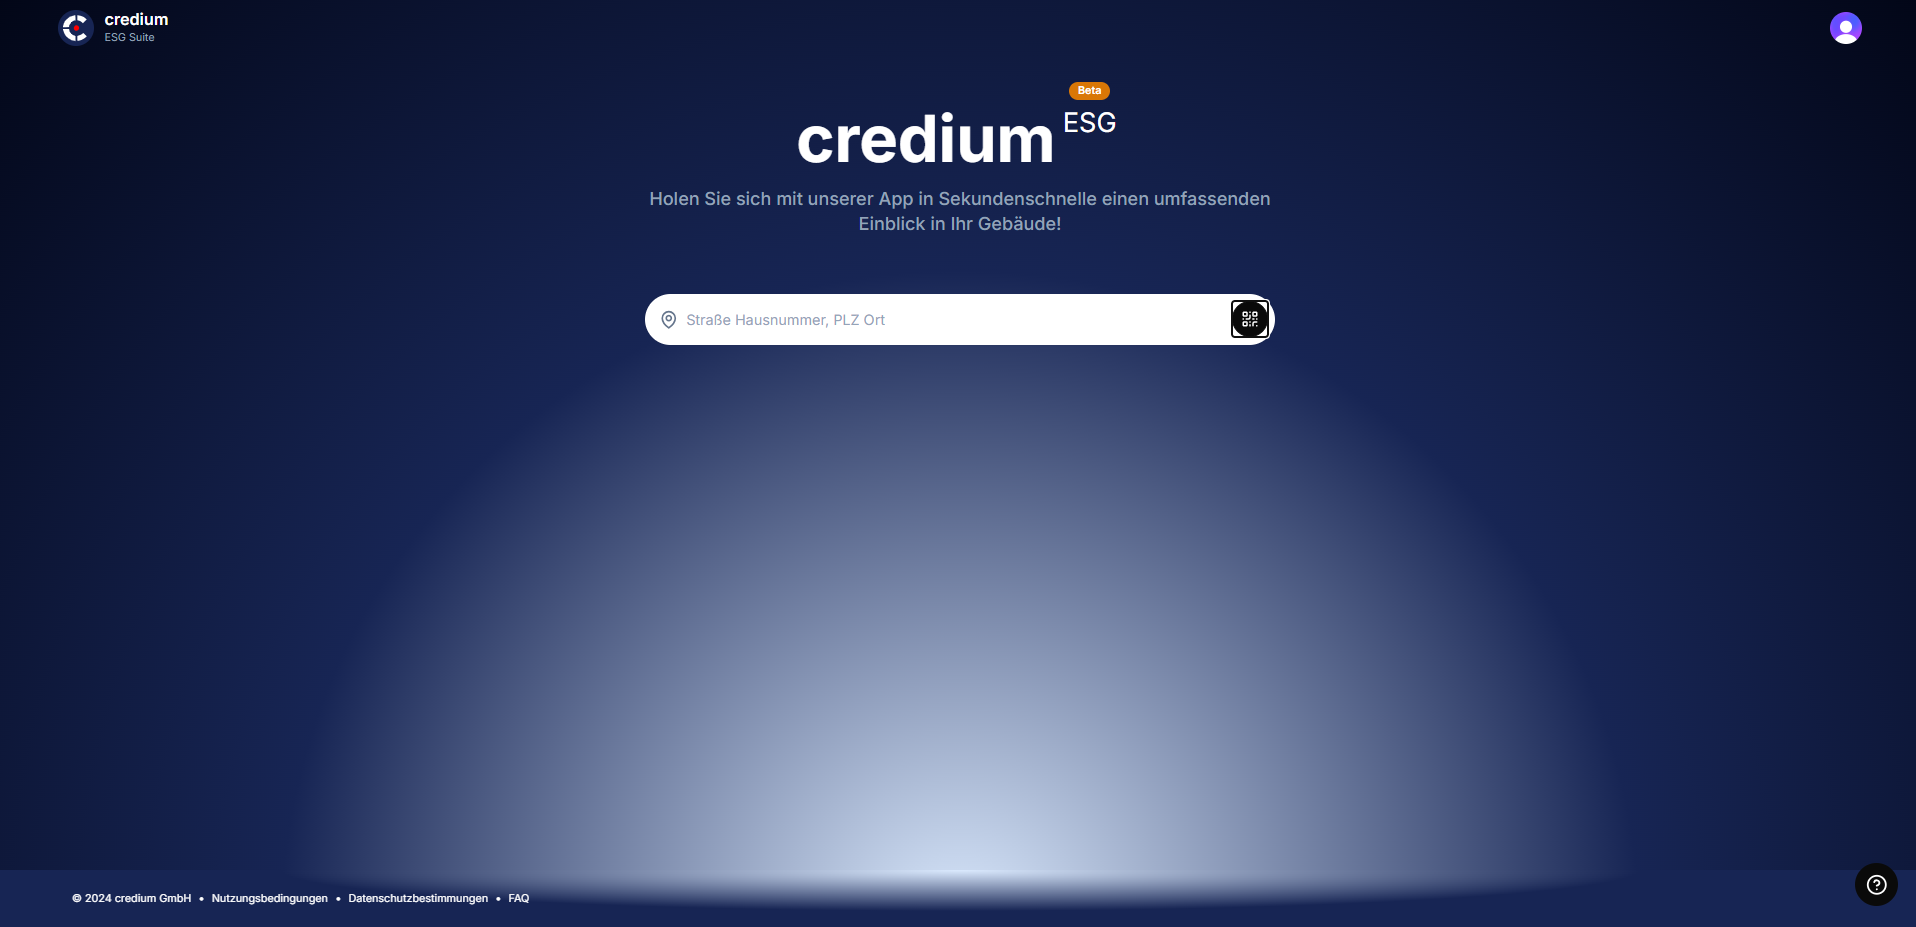 credium
ESG Suite
Beta
credium ESG
Holen Sie sich mit unserer App in Sekundenschnelle einen umfassenden
Einblick in Ihr Gebäude!
Straße Hausnummer, PLZ Ort
© 2024 credium GmbH • Nutzungsbedingungen • Datenschutzbestimmungen • FAQ